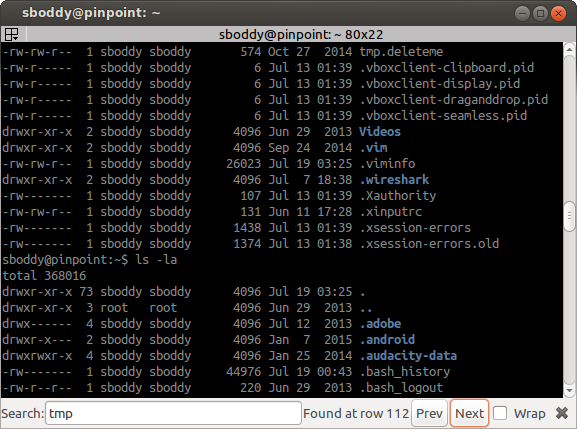 sboddy@pinpoint: ~
sboddy@pinpoint: ~ 80x22
-rw-rw-r--  1 sboddy sboddy       574 Oct 27  2014 tmp.deleteme
-rw-r-----  1 sboddy sboddy         6 Jul 13 01:39 .vboxclient-clipboard.pid
-rw-r-----  1 sboddy sboddy         6 Jul 13 01:39 .vboxclient-display.pid
-rw-r-----  1 sboddy sboddy         6 Jul 13 01:39 .vboxclient-draganddrop.pid
-rw-r-----  1 sboddy sboddy         6 Jul 13 01:39 .vboxclient-seamless.pid
drwxr-xr-x  2 sboddy sboddy      4096 Jun 29  2013 Videos
drwxr-xr-x  2 sboddy sboddy      4096 Sep 24  2014 .vim
-rw-------  1 sboddy sboddy     26023 Jul 19 03:25 .viminfo
drwxr-xr-x  2 sboddy sboddy      4096 Jul  7 18:38 .wireshark
-rw-------  1 sboddy sboddy       107 Jul 13 01:39 .Xauthority
-rw-rw-r--  1 sboddy sboddy       131 Jun 11 17:28 .xinputrc
-rw-------  1 sboddy sboddy      1438 Jul 13 01:39 .xsession-errors
-rw-------  1 sboddy sboddy      1374 Jul 13 01:38 .xsession-errors.old
sboddy@pinpoint:~$ ls -la
total 368016
drwxr-xr-x 73 sboddy sboddy      4096 Jul 19 03:25 .
drwxr-xr-x  3 root   root        4096 Jun 29  2013 ..
drwx------  4 sboddy sboddy      4096 Jul 12  2013 .adobe
drwxr-x---  2 sboddy sboddy      4096 Jan  7  2015 .android
drwxrwxr-x  4 sboddy sboddy      4096 Jan 25  2014 .audacity-data
-rw-------  1 sboddy sboddy     44976 Jul 19 00:43 .bash_history
-rw-r--r--  1 sboddy sboddy       220 Jun 29  2013 .bash_logout
Search: tmp Found at row 112 Prev Next Wrap